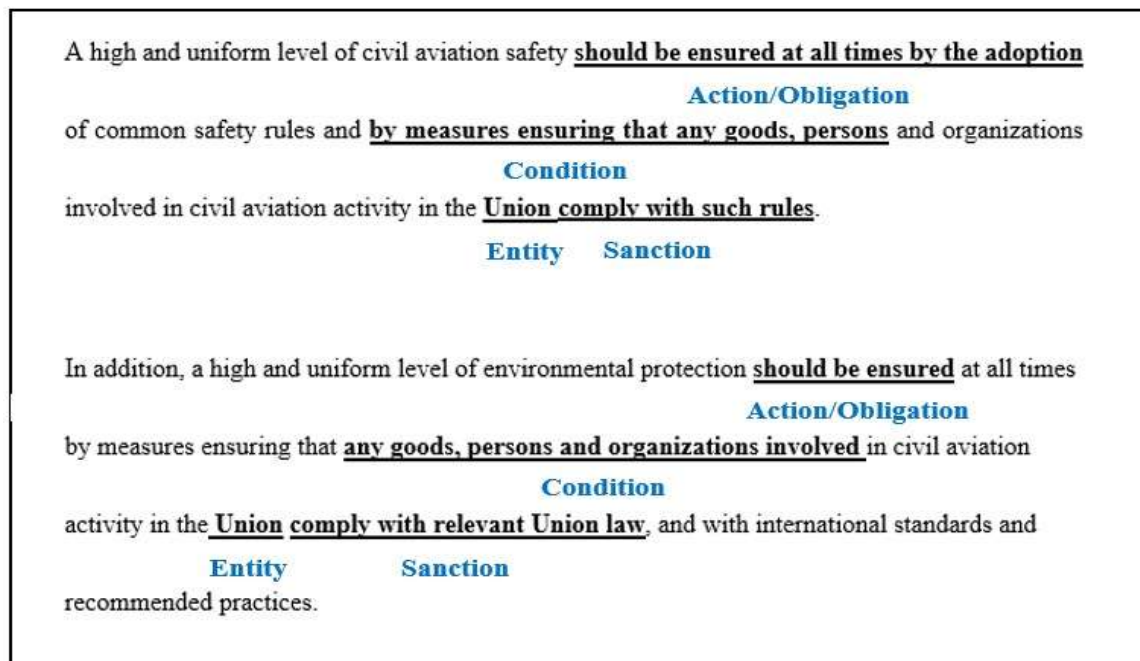 A high and uniform level of civil aviation safety should be ensured at all times by the adoption
Action/Obligation
of common safety rules and by measures ensuring that any goods, persons and organizations
Condition
involved in civil aviation activity in the Union comply with such rules.
Entity Sanction
In addition, a high and uniform level of environmental protection should be ensured at all times
Action/Obligation
by measures ensuring that any goods, persons and organizations involved in civil aviation
Condition
activity in the Union comply with relevant Union law, and with international standards and
Entity Sanction
recommended practices.